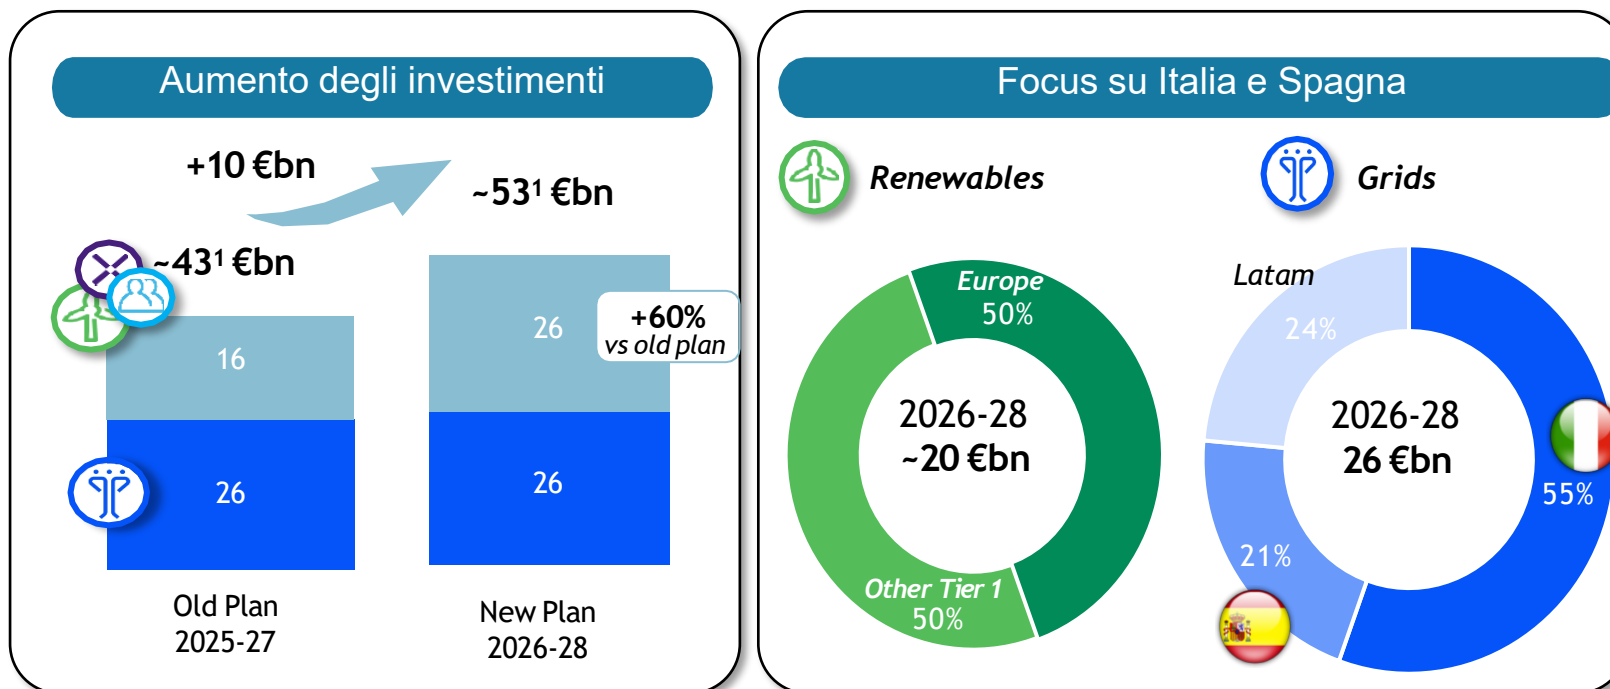 Aumento degli investimenti
+10 €bn
~53¹ €bn
~43¹ €bn
16
26
+60%
vs old plan
26
26
Old Plan
2025-27
New Plan
2026-28
Focus su Italia e Spagna
Renewables
Grids
Europe
50%
2026-28
~20 €bn
Other Tier 1
50%
Latam
24%
2026-28
26 €bn
55%
21%